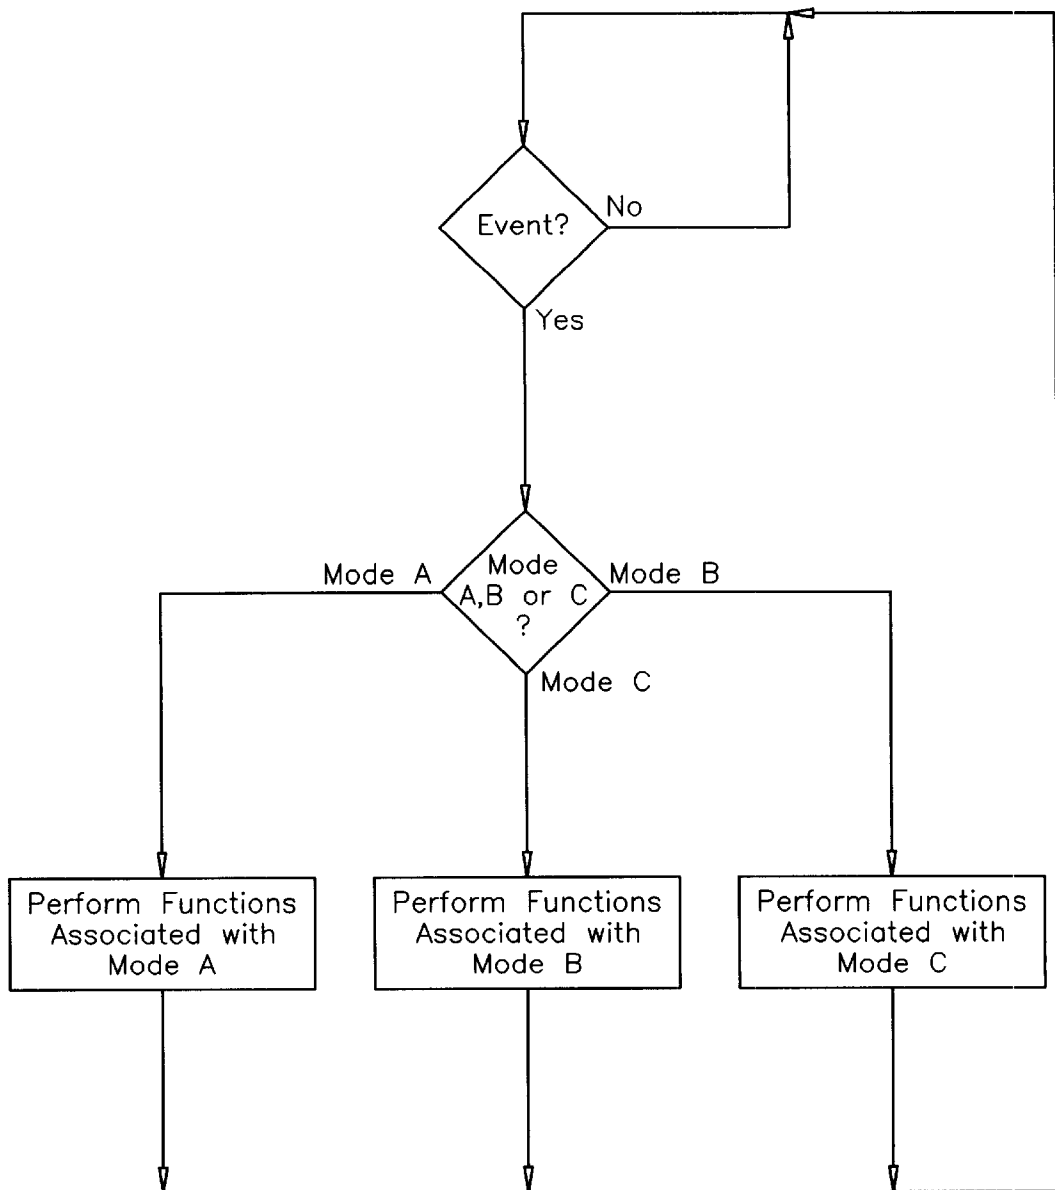 Event?
No
Yes
Mode A
Mode
A,B or C
?
Mode B
Mode C
Perform Functions
Associated with
Mode A
Perform Functions
Associated with
Mode B
Perform Functions
Associated with
Mode C